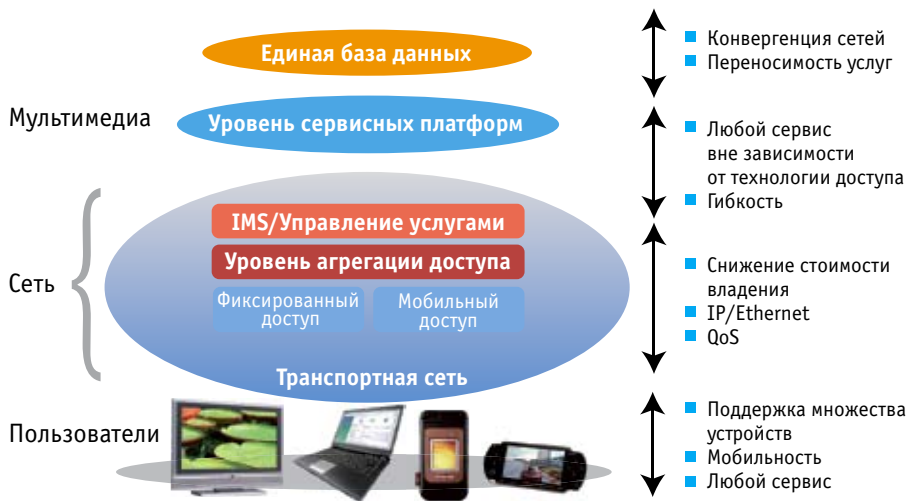 Единая база данных
Мультимедиа
Уровень сервисных платформ
Сеть
IMS/Управление услугами
Уровень агрегации доступа
Фиксированный
доступ
Мобильный
доступ
Транспортная сеть
Пользователи
Конвергенция сетей
Переносимость услуг
Любой сервис
вне зависимости
от технологии доступа
Гибкость
Снижение стоимости
владения
IP/Ethernet
QoS
Поддержка множества
устройств
Мобильность
Любой сервис